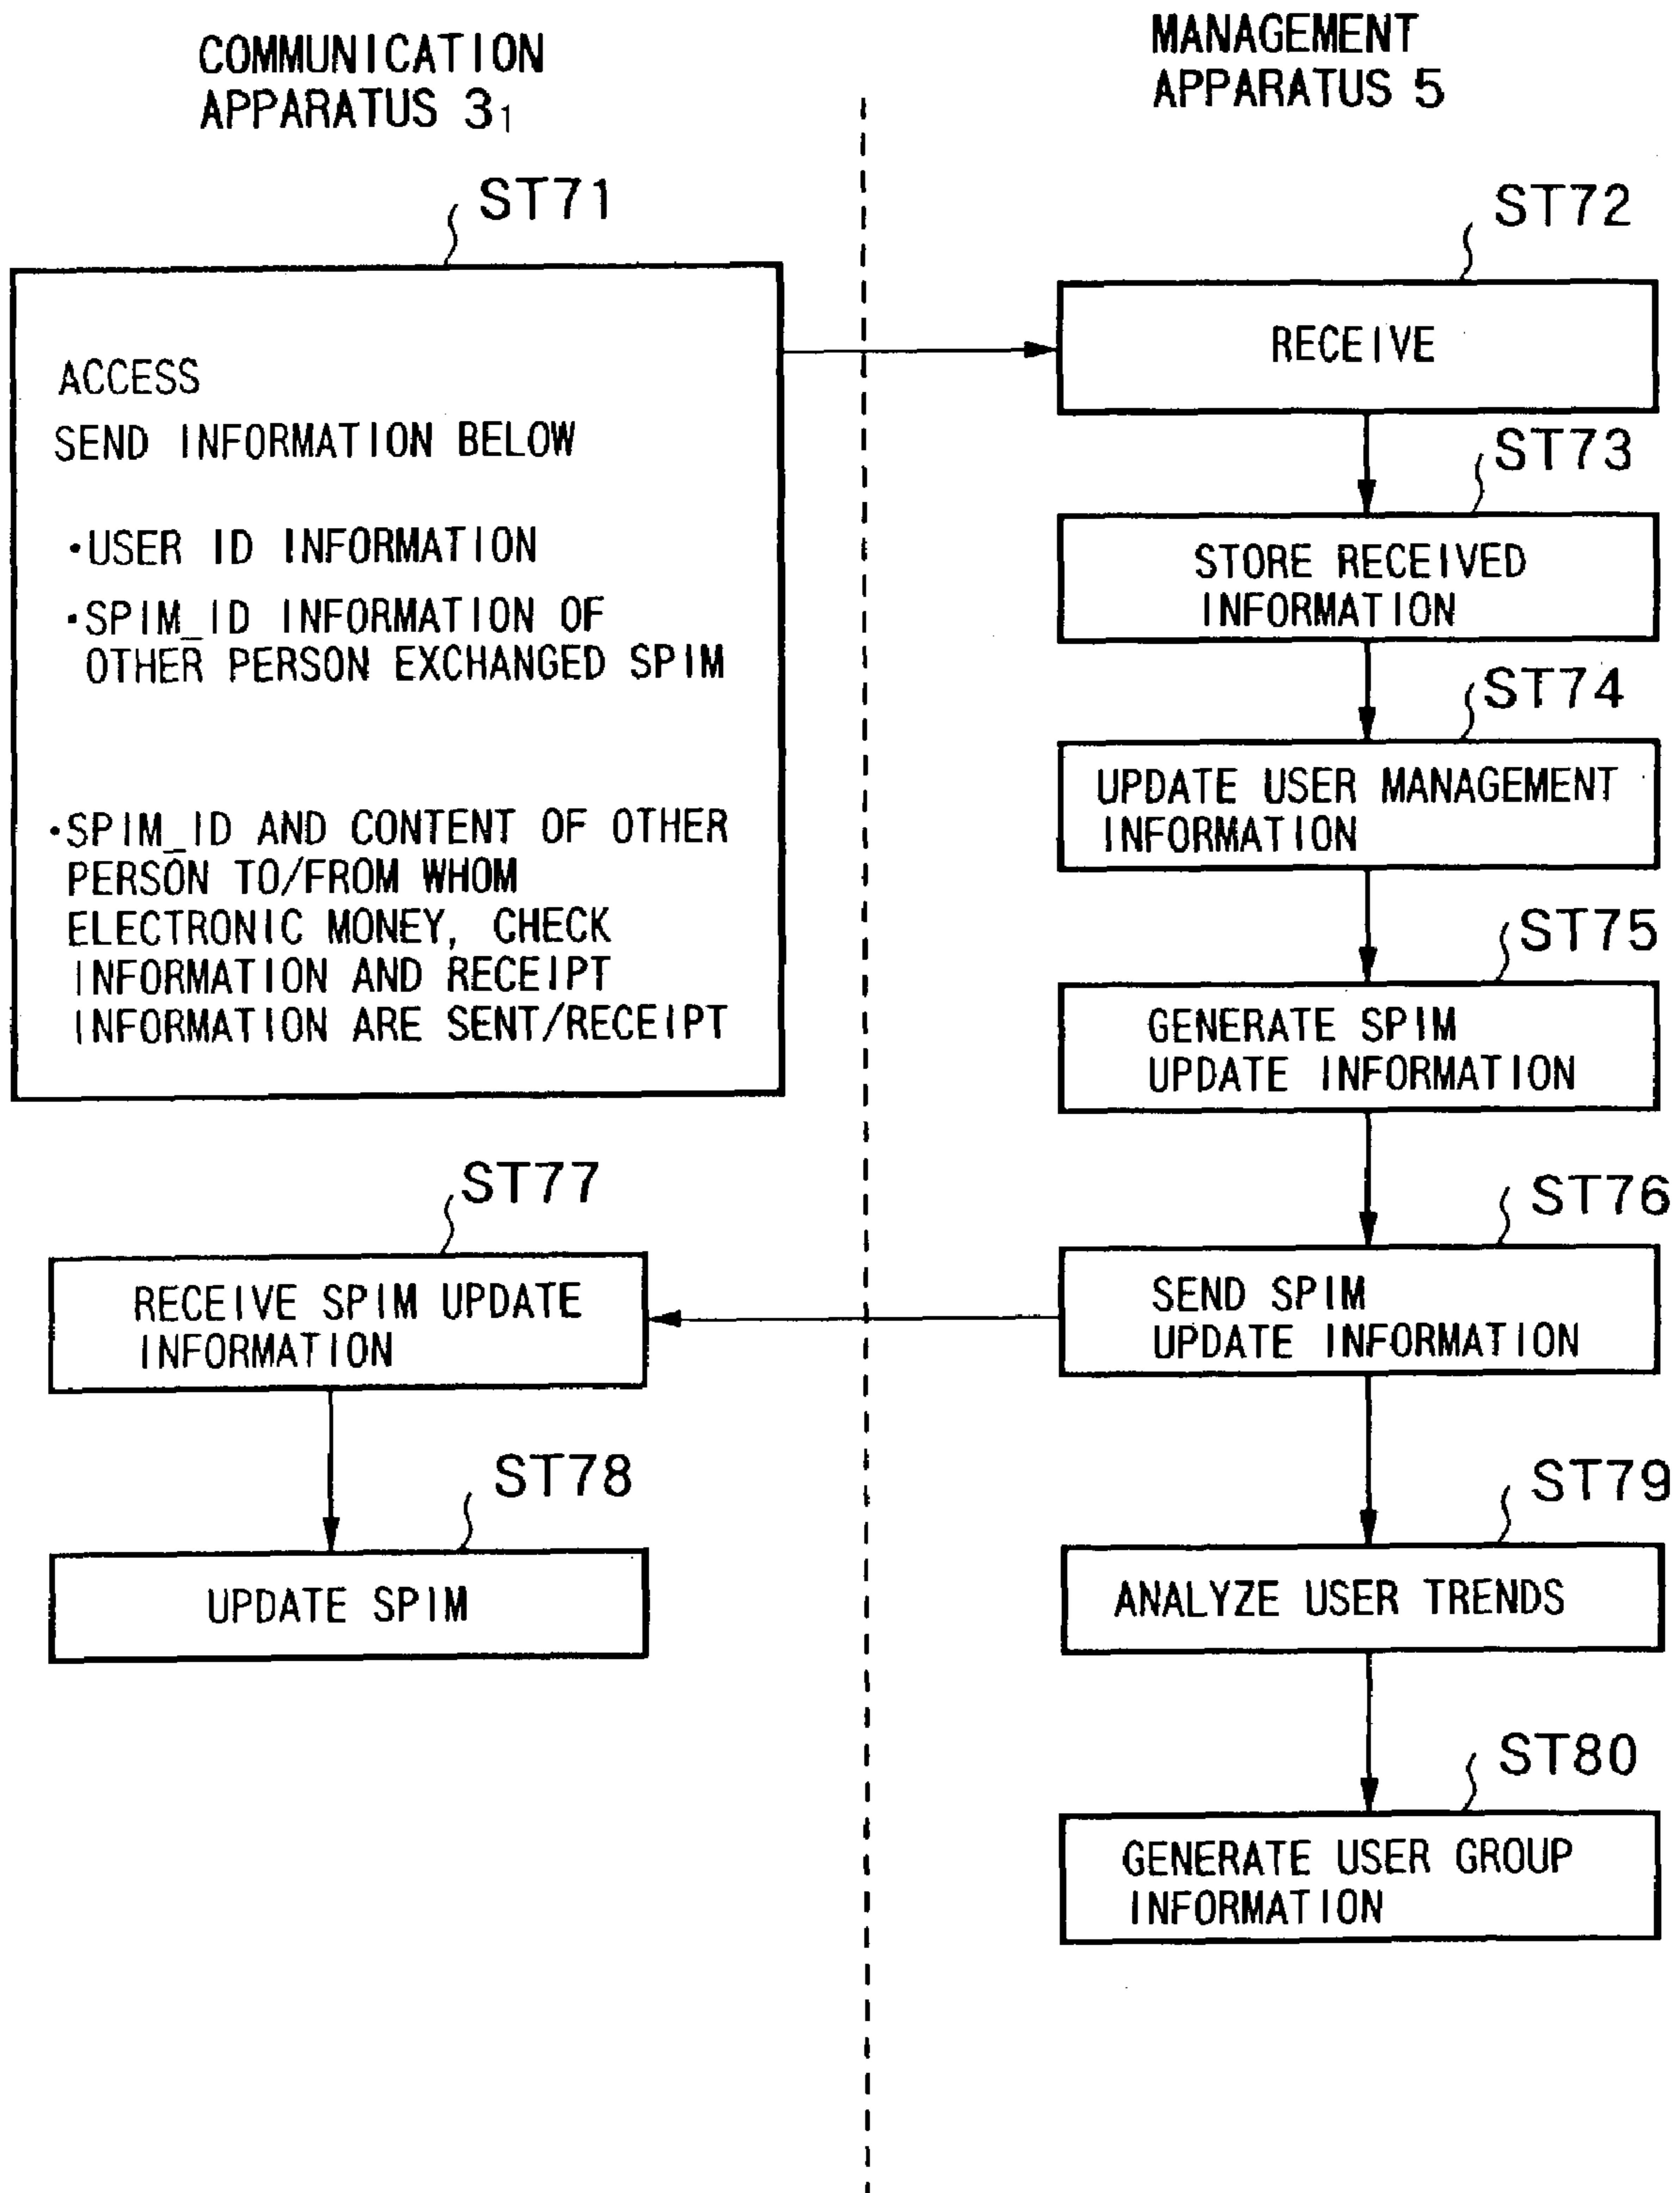 COMMUNICATION
APPARATUS 3₁
MANAGEMENT
APPARATUS 5
ST71
ACCESS
SEND INFORMATION BELOW
・USER ID INFORMATION
・SPIM_ID INFORMATION OF
OTHER PERSON EXCHANGED SPIM
・SPIM_ID AND CONTENT OF OTHER
PERSON TO/FROM WHOM
ELECTRONIC MONEY, CHECK
INFORMATION AND RECEIPT
INFORMATION ARE SENT/RECEIPT
ST72
RECEIVE
ST73
STORE RECEIVED
INFORMATION
ST74
UPDATE USER MANAGEMENT
INFORMATION
ST75
GENERATE SPIM
UPDATE INFORMATION
ST76
SEND SPIM
UPDATE INFORMATION
ST77
RECEIVE SPIM UPDATE
INFORMATION
ST78
UPDATE SPIM
ST79
ANALYZE USER TRENDS
ST80
GENERATE USER GROUP
INFORMATION